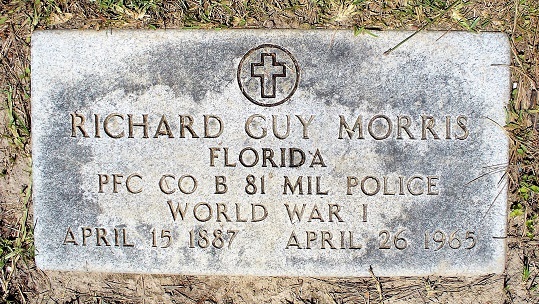 RICHARD GUY MORRIS
FLORIDA
PFC CO B 81 MIL POLICE
WORLD WAR I
APRIL 15 1887 APRIL 26 1965